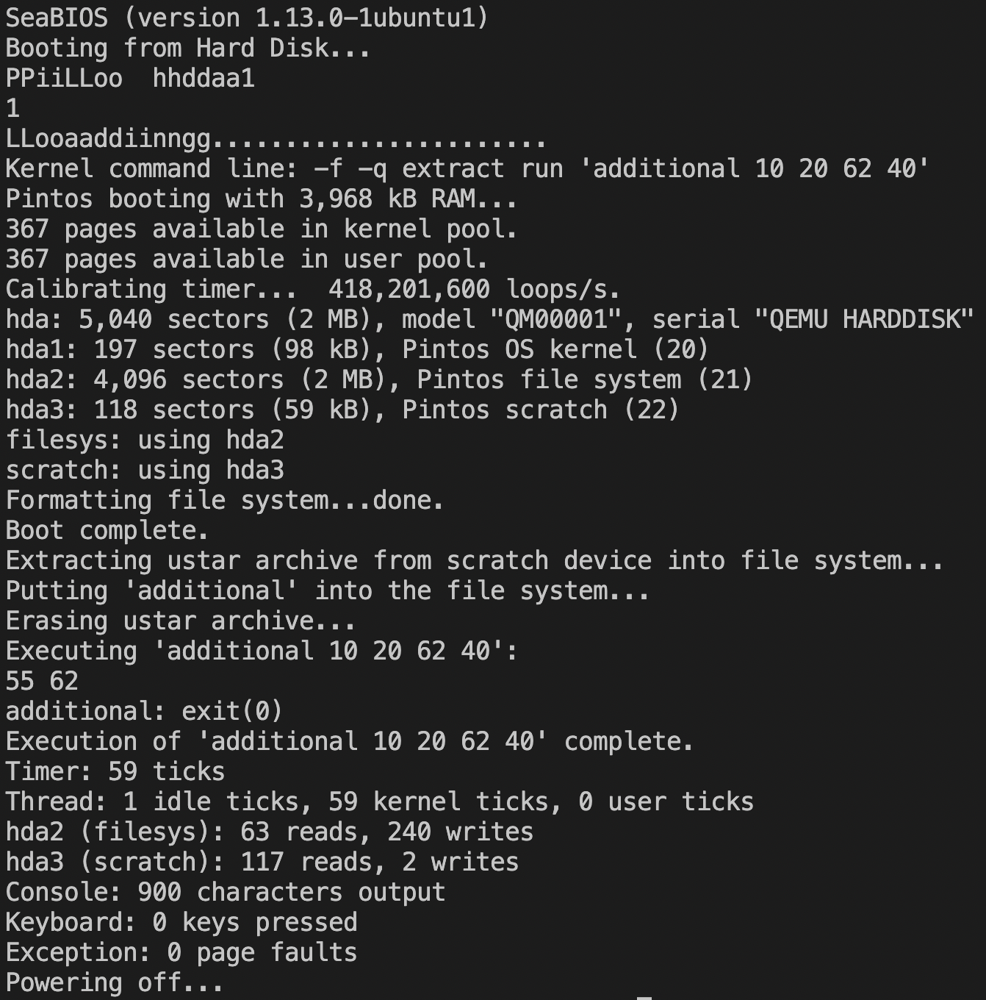 SeaBIOS (version 1.13.0-1ubuntu1)
Booting from Hard Disk...
PPiiLLoo  hhddaa1
1
LLooaaddiinngg.......................
Kernel command line: -f -q extract run 'additional 10 20 62 40'
Pintos booting with 3,968 kB RAM...
367 pages available in kernel pool.
367 pages available in user pool.
Calibrating timer...  418,201,600 loops/s.
hda: 5,040 sectors (2 MB), model "QM00001", serial "QEMU HARDDISK"
hda1: 197 sectors (98 kB), Pintos OS kernel (20)
hda2: 4,096 sectors (2 MB), Pintos file system (21)
hda3: 118 sectors (59 kB), Pintos scratch (22)
filesys: using hda2
scratch: using hda3
Formatting file system...done.
Boot complete.
Extracting ustar archive from scratch device into file system...
Putting 'additional' into the file system...
Erasing ustar archive...
Executing 'additional 10 20 62 40':
55 62
additional: exit(0)
Execution of 'additional 10 20 62 40' complete.
Timer: 59 ticks
Thread: 1 idle ticks, 59 kernel ticks, 0 user ticks
hda2 (filesys): 63 reads, 240 writes
hda3 (scratch): 117 reads, 2 writes
Console: 900 characters output
Keyboard: 0 keys pressed
Exception: 0 page faults
Powering off...